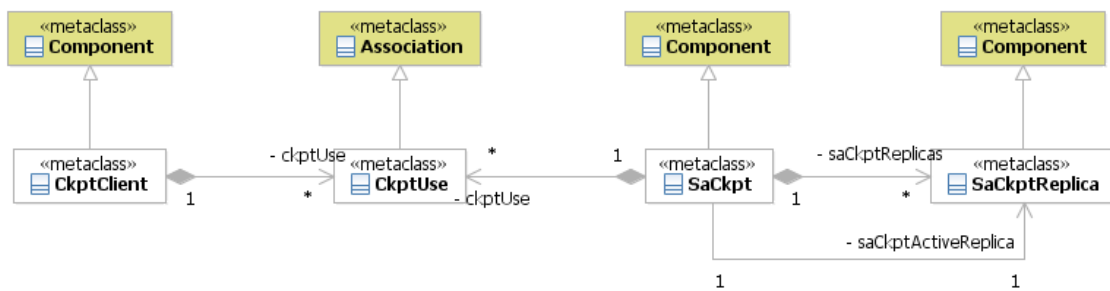 «metaclass»
Component
«metaclass»
Association
«metaclass»
Component
«metaclass»
Component
«metaclass»
CkptClient
- ckptUse
1
*
«metaclass»
CkptUse
*
- ckptUse
1
«metaclass»
SaCkpt
- saCkptReplicas
1
*
«metaclass»
SaCkptReplica
- saCkptActiveReplica
1
1